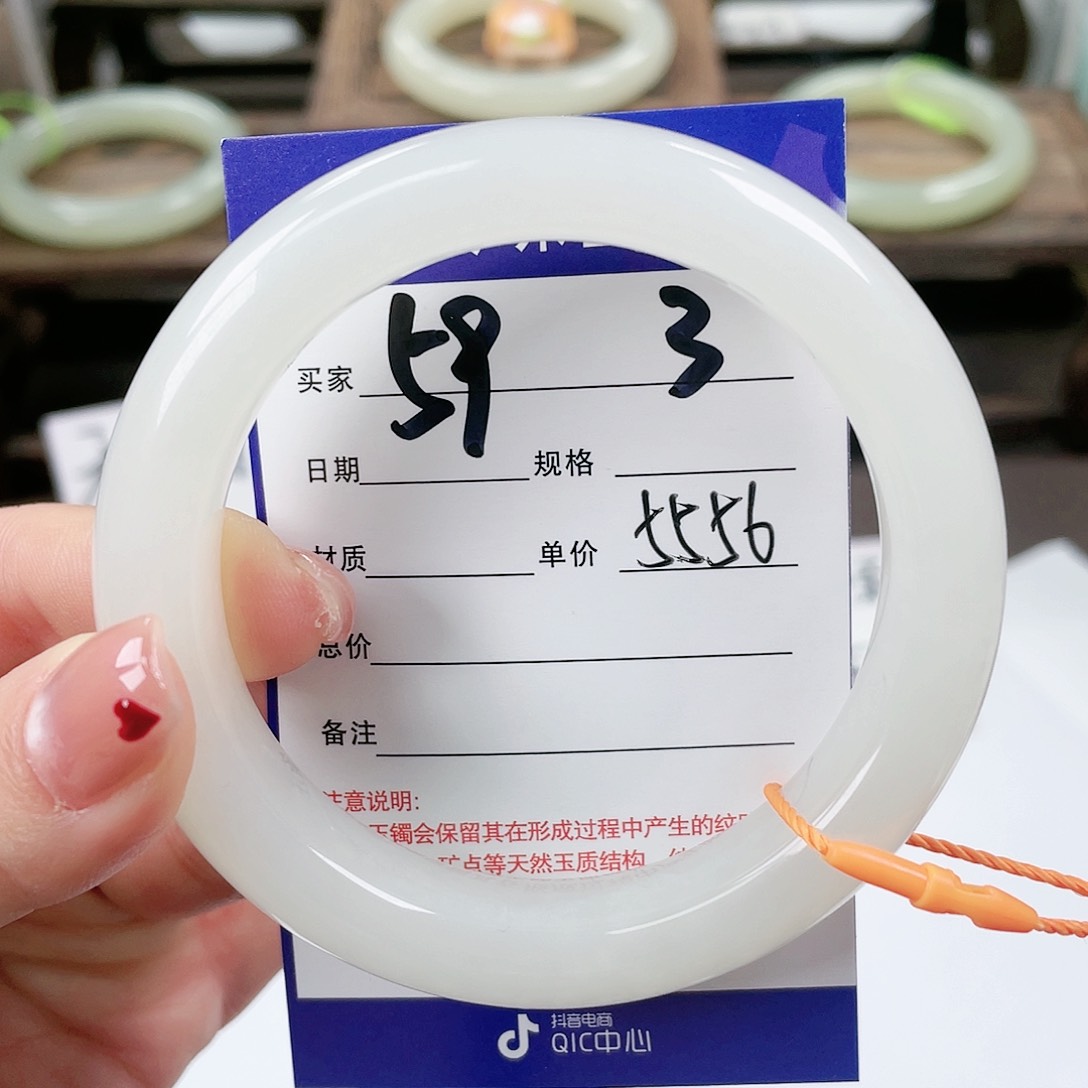 买家 59 3
日期 规格
材质 单价 5556
总价
备注
注意说明:
玉镯会保留其在形成过程中产生的纹
矿点等天然玉质结构
抖音电商
QIC中心